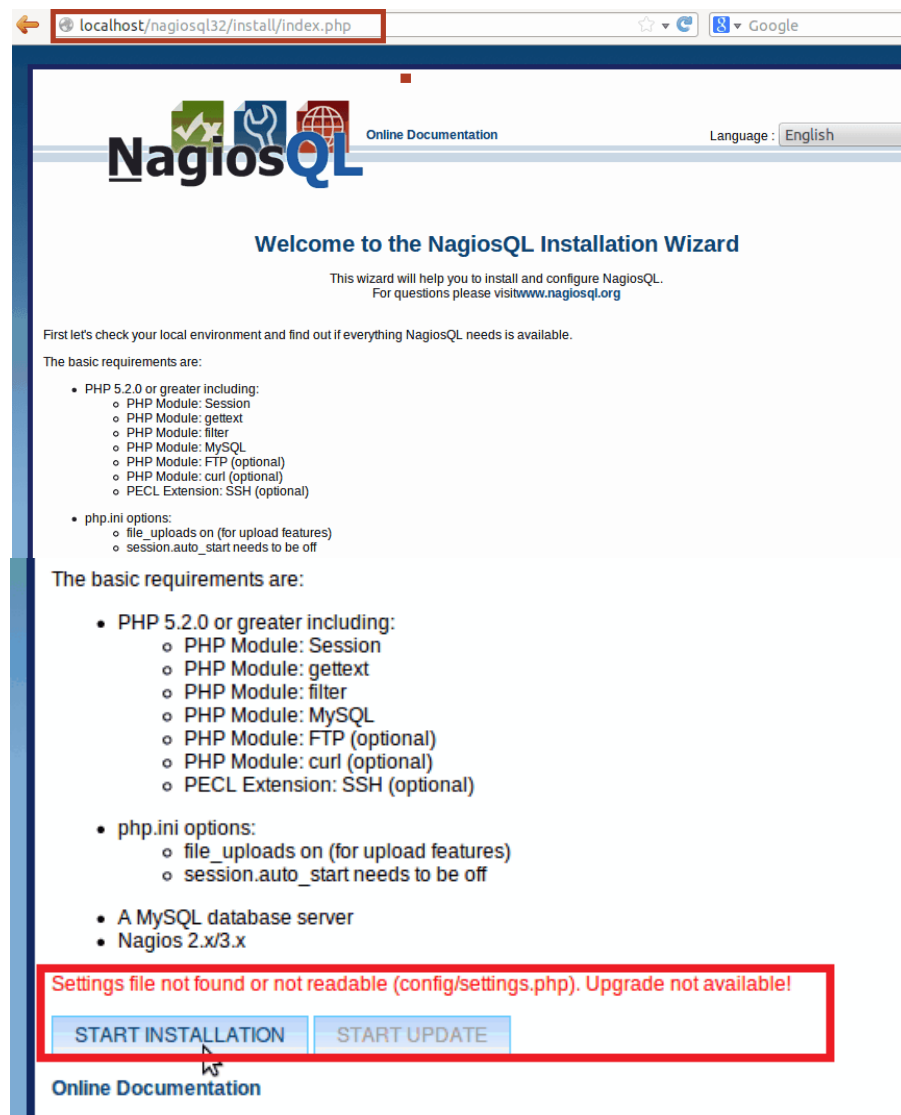 localhost/nagiosql32/install/index.php
Google
NagiosQL
Online Documentation
Language : English
Welcome to the NagiosQL Installation Wizard
This wizard will help you to install and configure NagiosQL.
For questions please visitwww.nagiosql.org
First let's check your local environment and find out if everything NagiosQL needs is available.
The basic requirements are:
PHP 5.2.0 or greater including:
PHP Module: Session
PHP Module: gettext
PHP Module: filter
PHP Module: MySQL
PHP Module: FTP (optional)
PHP Module: curl (optional)
PECL Extension: SSH (optional)
php.ini options:
file_uploads on (for upload features)
session.auto_start needs to be off
The basic requirements are:
PHP 5.2.0 or greater including:
PHP Module: Session
PHP Module: gettext
PHP Module: filter
PHP Module: MySQL
PHP Module: FTP (optional)
PHP Module: curl (optional)
PECL Extension: SSH (optional)
php.ini options:
file_uploads on (for upload features)
session.auto_start needs to be off
A MySQL database server
Nagios 2.x/3.x
Settings file not found or not readable (config/settings.php). Upgrade not available!
START INSTALLATION START UPDATE
Online Documentation